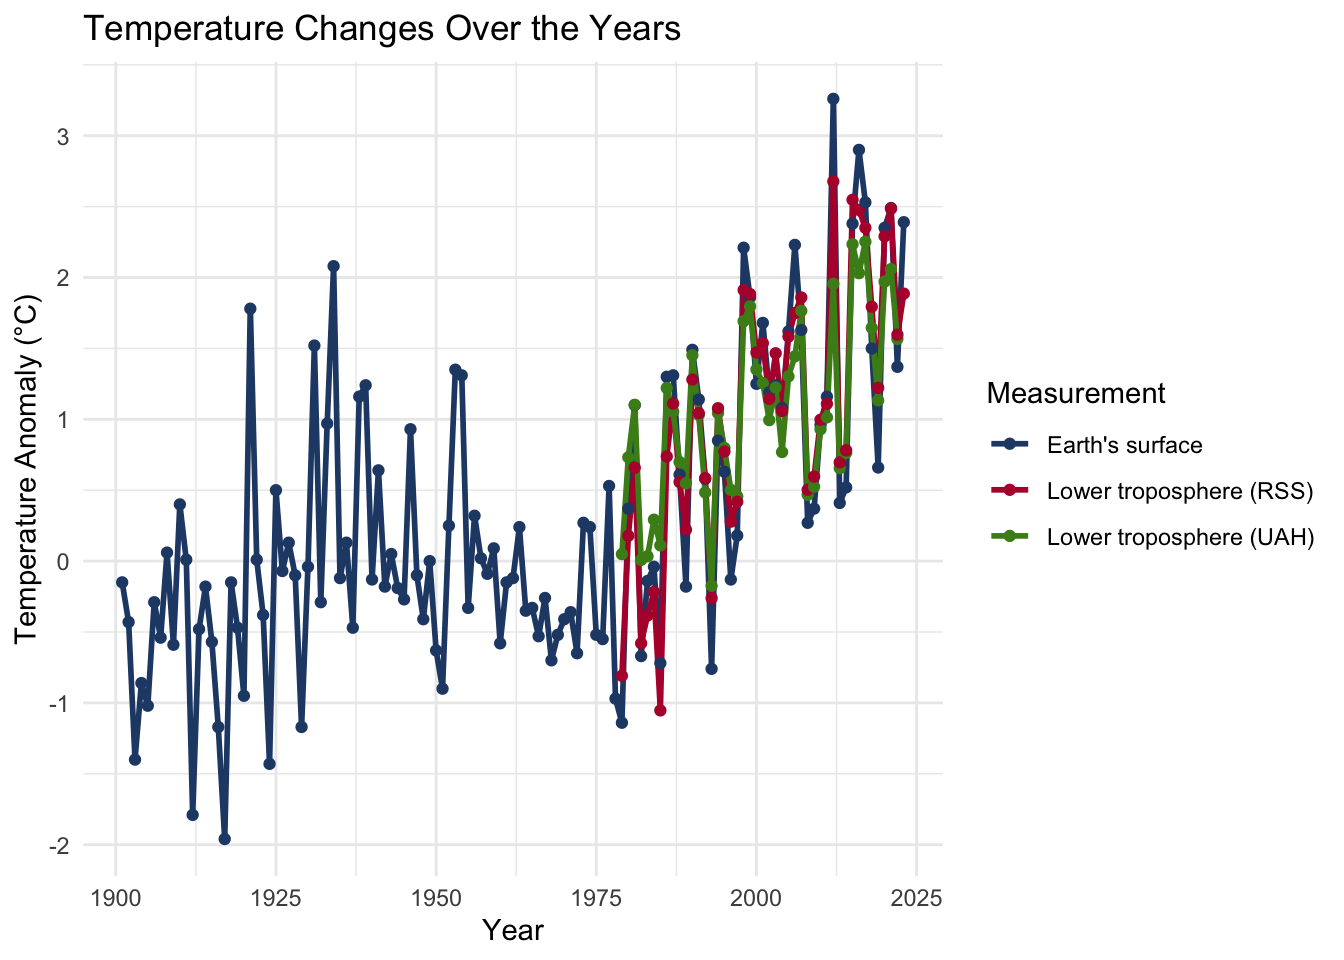 Temperature Changes Over the Years
Temperature Anomaly (°C)
3
2
1
0
-1
-2
1900 1925 1950 1975 2000 2025
Year
Measurement
Earth's surface
Lower troposphere (RSS)
Lower troposphere (UAH)